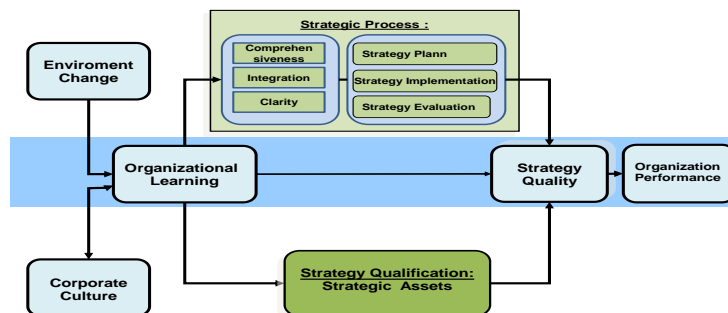 Strategic Process :
Comprehen
siveness
Integration
Clarity
Strategy Plann
Strategy Implementation
Strategy Evaluation
Enviroment
Change
Organizational
Learning
Strategy
Quality
Organization
Performance
Corporate
Culture
Strategy Qualification:
Strategic Assets